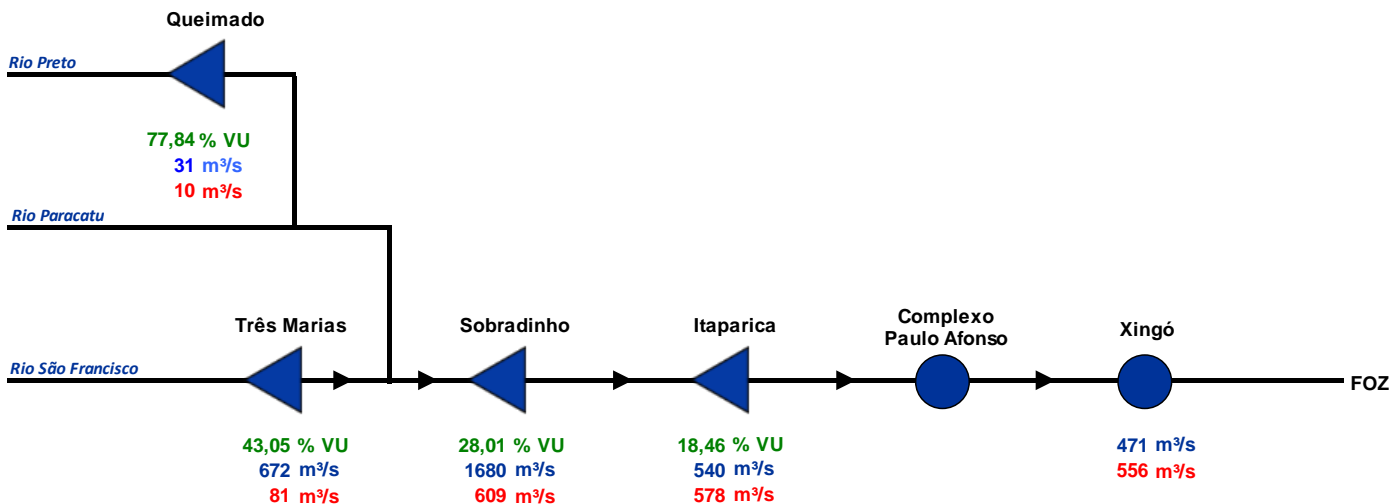 Queimado
Rio Preto
77,84 % VU
31 m³/s
10 m³/s
Rio Paracatu
Três Marias
Sobradinho
Itaparica
Complexo
Paulo Afonso
Xingó
Rio São Francisco
FOZ
43,05 % VU
672 m³/s
81 m³/s
28,01 % VU
1680 m³/s
609 m³/s
18,46 % VU
540 m³/s
578 m³/s
471 m³/s
556 m³/s